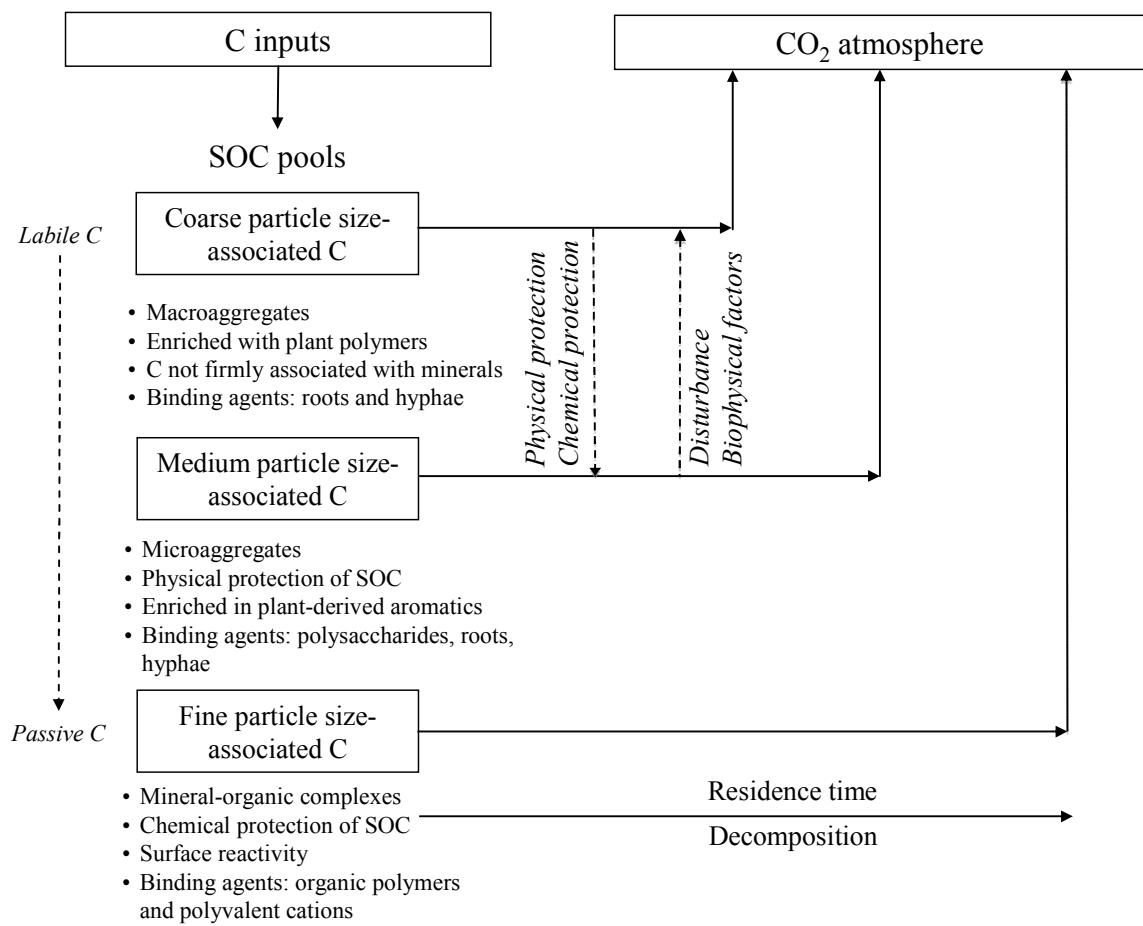 C inputs
CO₂ atmosphere
SOC pools
Labile C
Coarse particle size-
associated C
• Macroaggregates
• Enriched with plant polymers
• C not firmly associated with minerals
• Binding agents: roots and hyphae
Physical protection
Chemical protection
Disturbance
Biophysical factors
Medium particle size-
associated C
• Microaggregates
• Physical protection of SOC
• Enriched in plant-derived aromatics
• Binding agents: polysaccharides, roots,
hyphae
Passive C
Fine particle size-
associated C
• Mineral-organic complexes
• Chemical protection of SOC
• Surface reactivity
• Binding agents: organic polymers
and polyvalent cations
Residence time
Decomposition